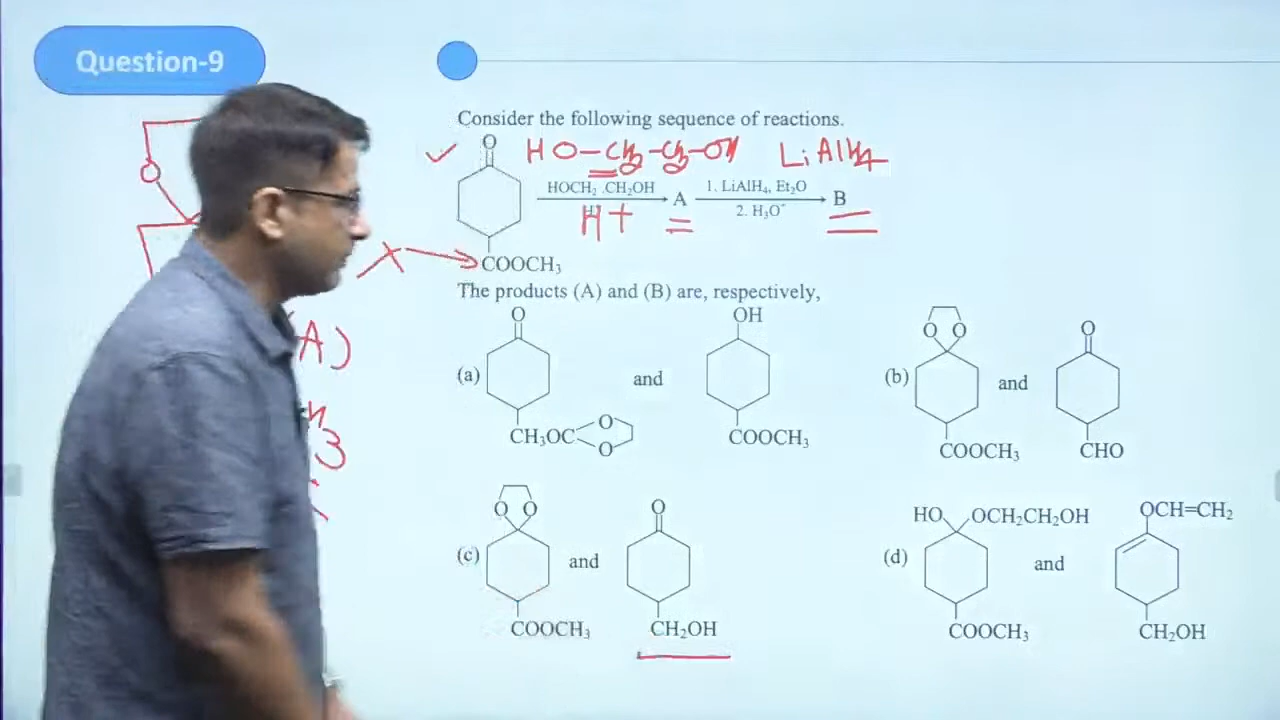 Question-9
Consider the following sequence of reactions.
O
HO-CH2-CH2-OH LiAlH4
HOCH2 .CH2OH A 1. LiAlH4, Et2O B
H+ 2. H3O+
COOCH3
The products (A) and (B) are, respectively,
(a) O
CH3OC O O
and
OH
COOCH3
(b) O O
COOCH3
and
O
CHO
(c) O O
COOCH3
and
O
CH2OH
(d) HO OCH2CH2OH
COOCH3
and
OCH=CH2
CH2OH
O
A)
3